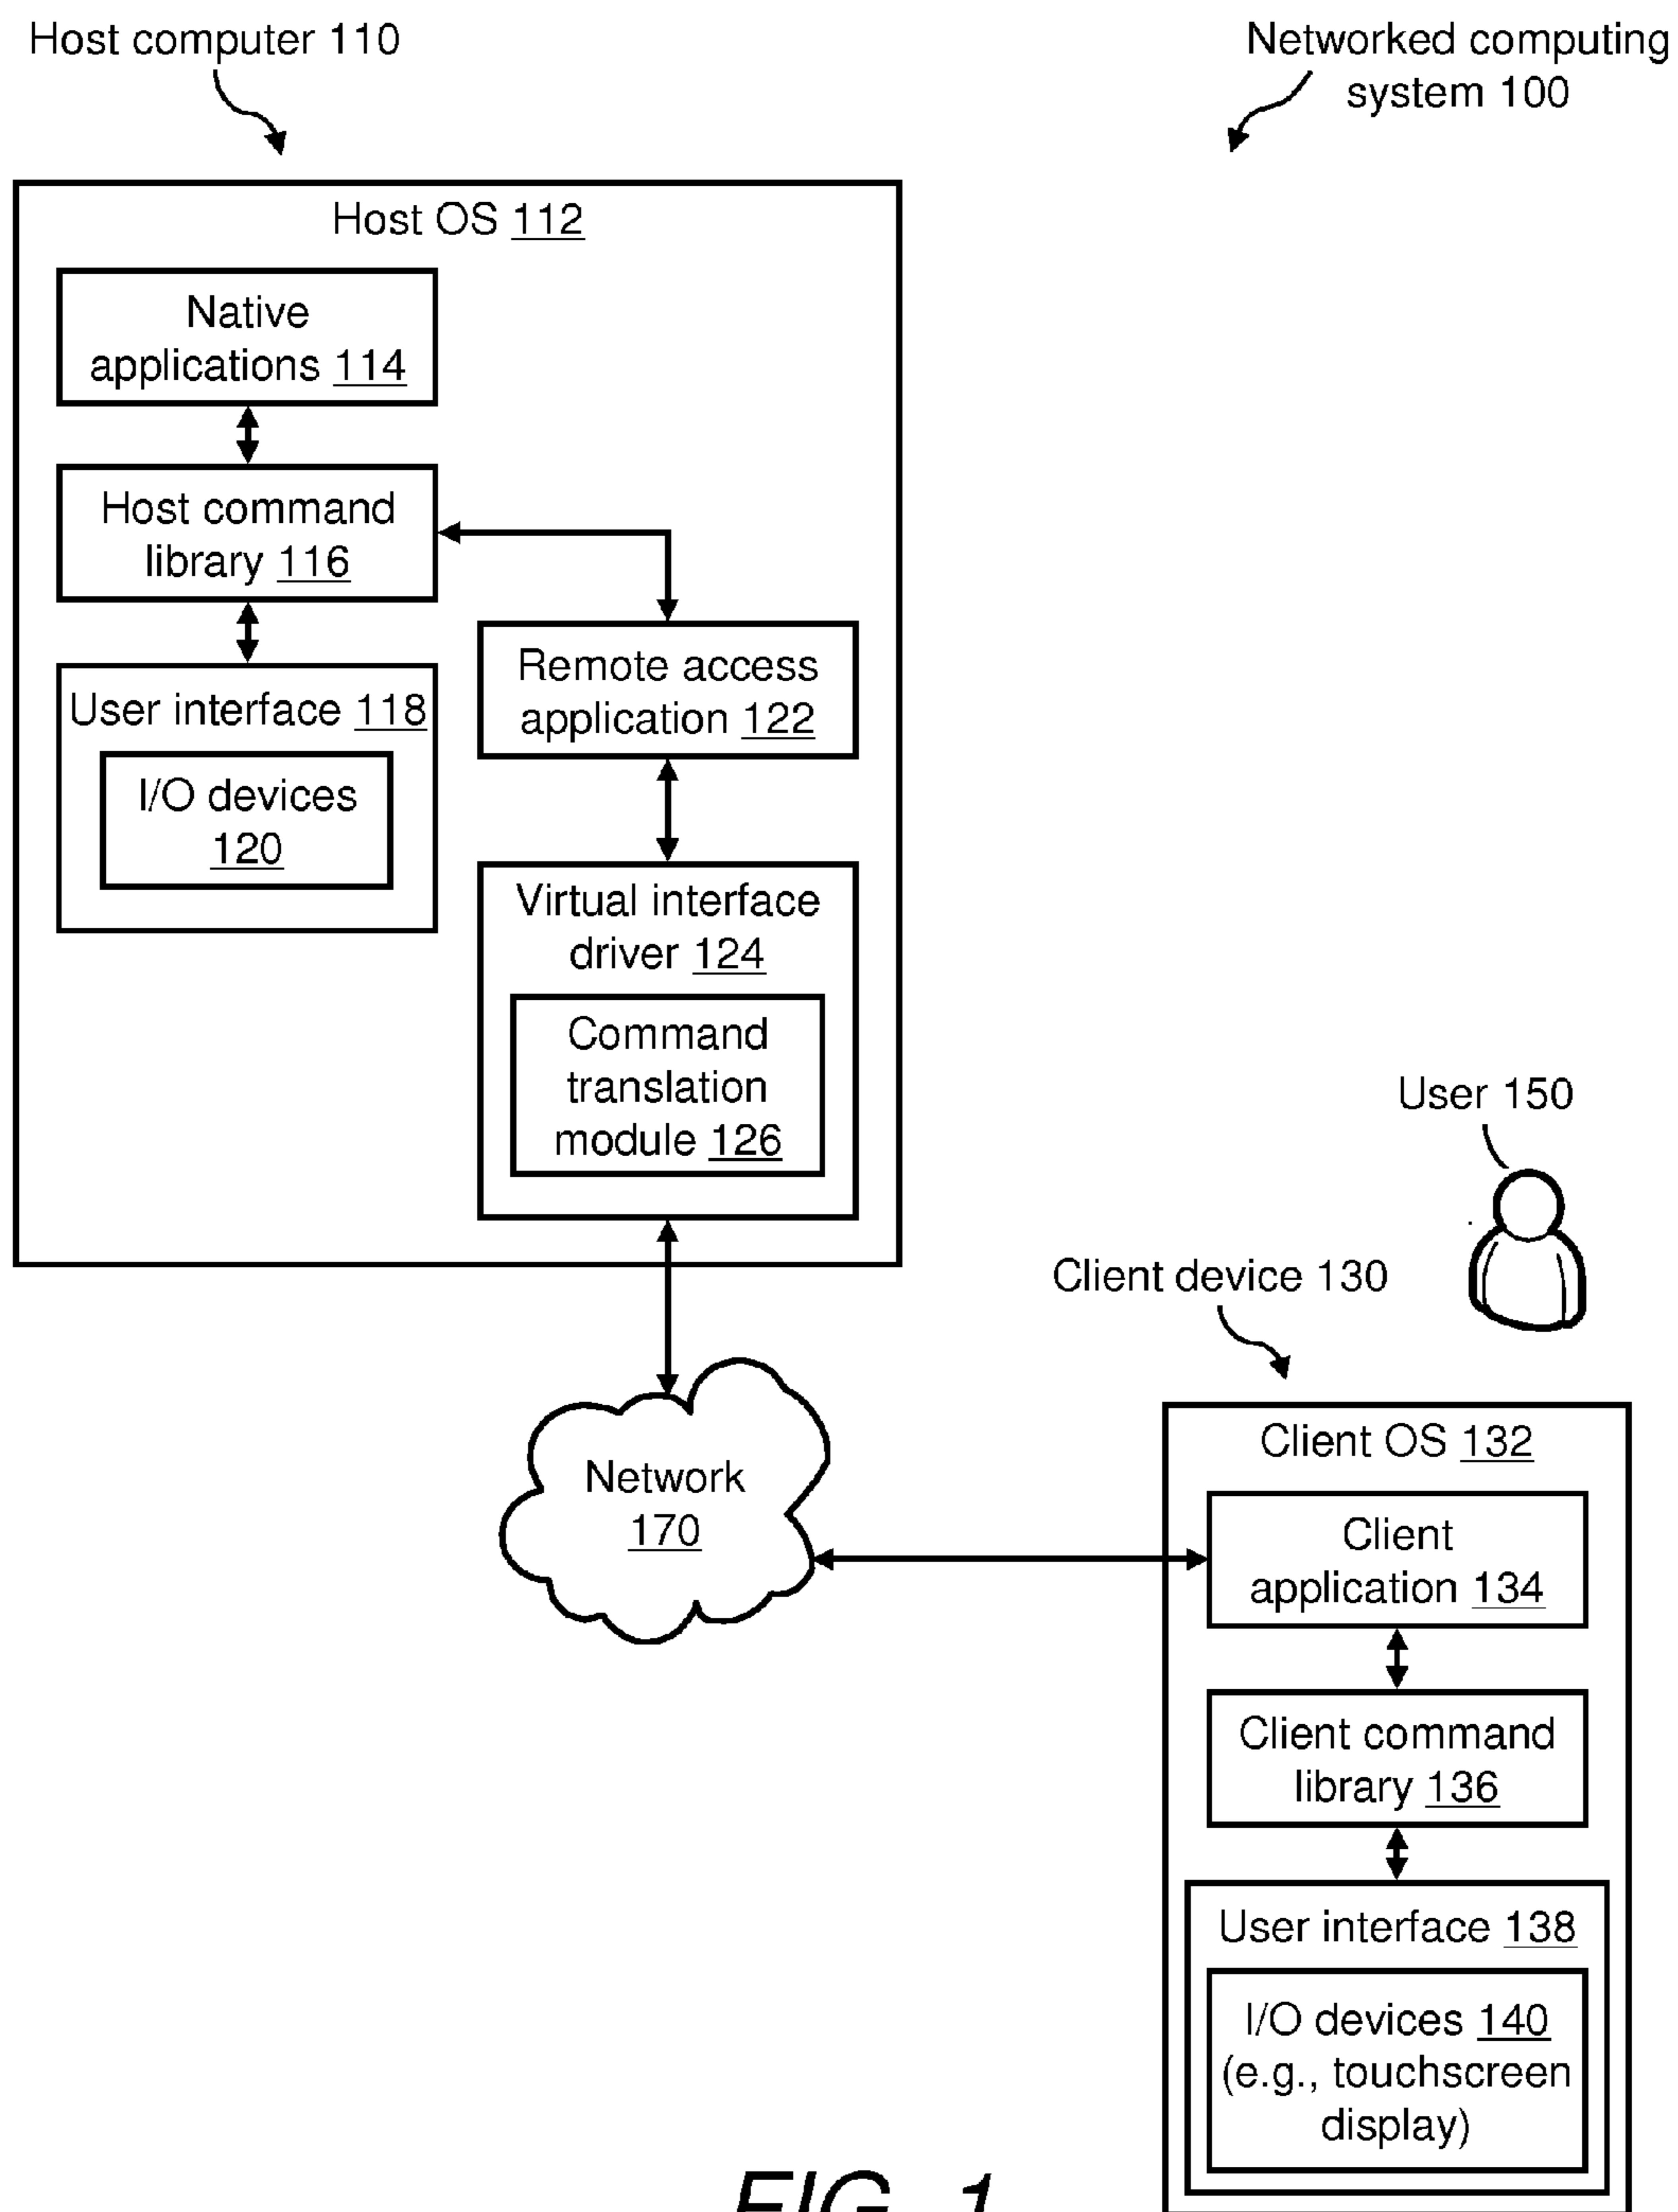 Host computer 110
Networked computing
system 100
Host OS 112
Native
applications 114
Host command
library 116
User interface 118
I/O devices
120
Remote access
application 122
Virtual interface
driver 124
Command
translation
module 126
User 150
Client device 130
Network
170
Client OS 132
Client
application 134
Client command
library 136
User interface 138
I/O devices 140
(e.g., touchscreen
display)
FIG. 1